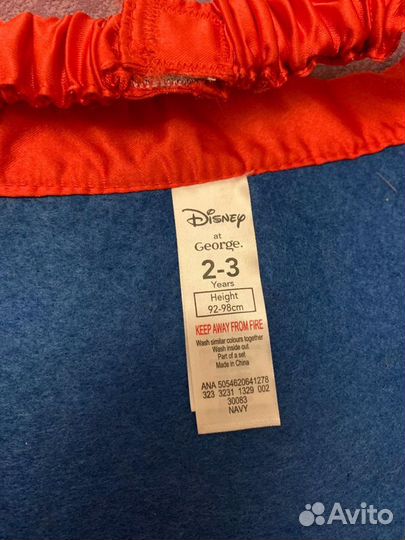 Disney
at
George.
2-3
Years
Height
92-98cm
KEEP AWAY FROM FIRE
Wash similar colours together
Wash inside out
Part of a set
Made in China
ANA 5054620641278
323 3231 1329 002
30083
NAVY
Avito